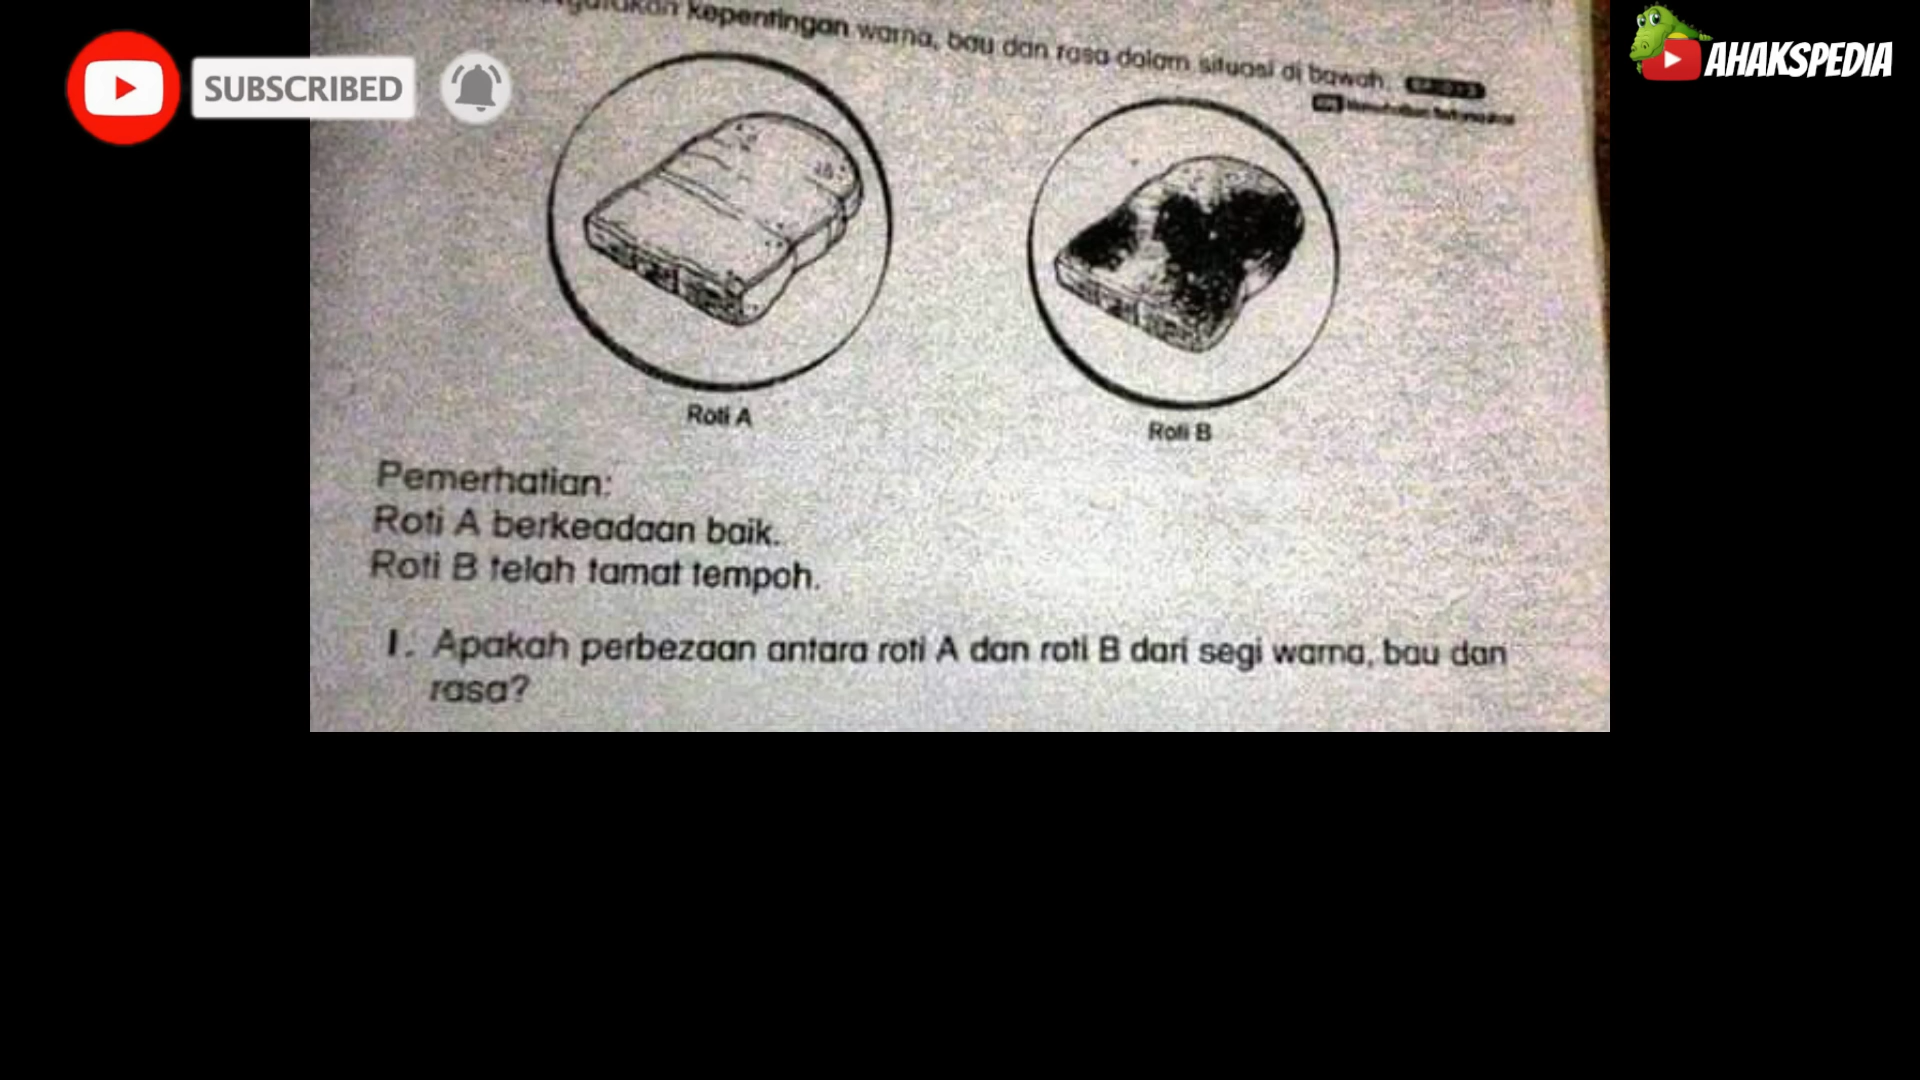 SUBSCRIBED
AHAKSPEDIA
kepentingan warna, bau dan rasa dalam situasi di bawah.
Roti A
Roti B
Pemerhatian:
Roti A berkeadaan baik.
Roti B telah tamat tempoh.
1. Apakah perbezaan antara roti A dan roti B dari segi warna, bau dan
rasa?